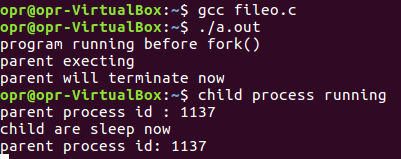 opr@opr-VirtualBox:~$ gcc fileo.c
opr@opr-VirtualBox:~$ ./a.out
program running before fork()
parent execting
parent will terminate now
opr@opr-VirtualBox:~$ child process running
parent process id : 1137
child are sleep now
parent process id: 1137